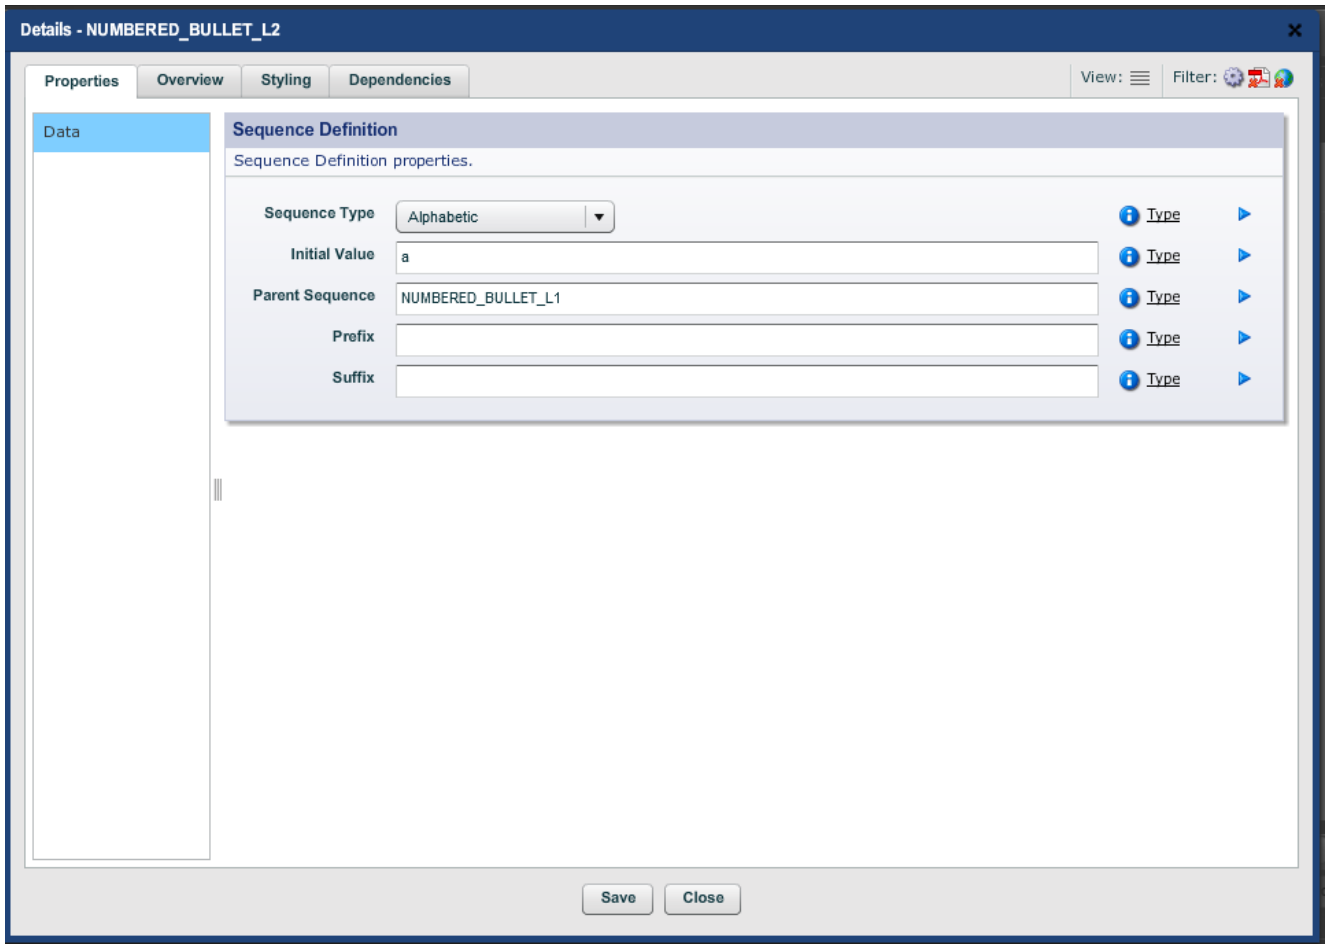 Details - NUMBERED_BULLET_L2
Properties Overview Styling Dependencies View: Filter:
Data
Sequence Definition
Sequence Definition properties.
Sequence Type Alphabetic Type
Initial Value a Type
Parent Sequence NUMBERED_BULLET_L1 Type
Prefix Type
Suffix Type
Save Close